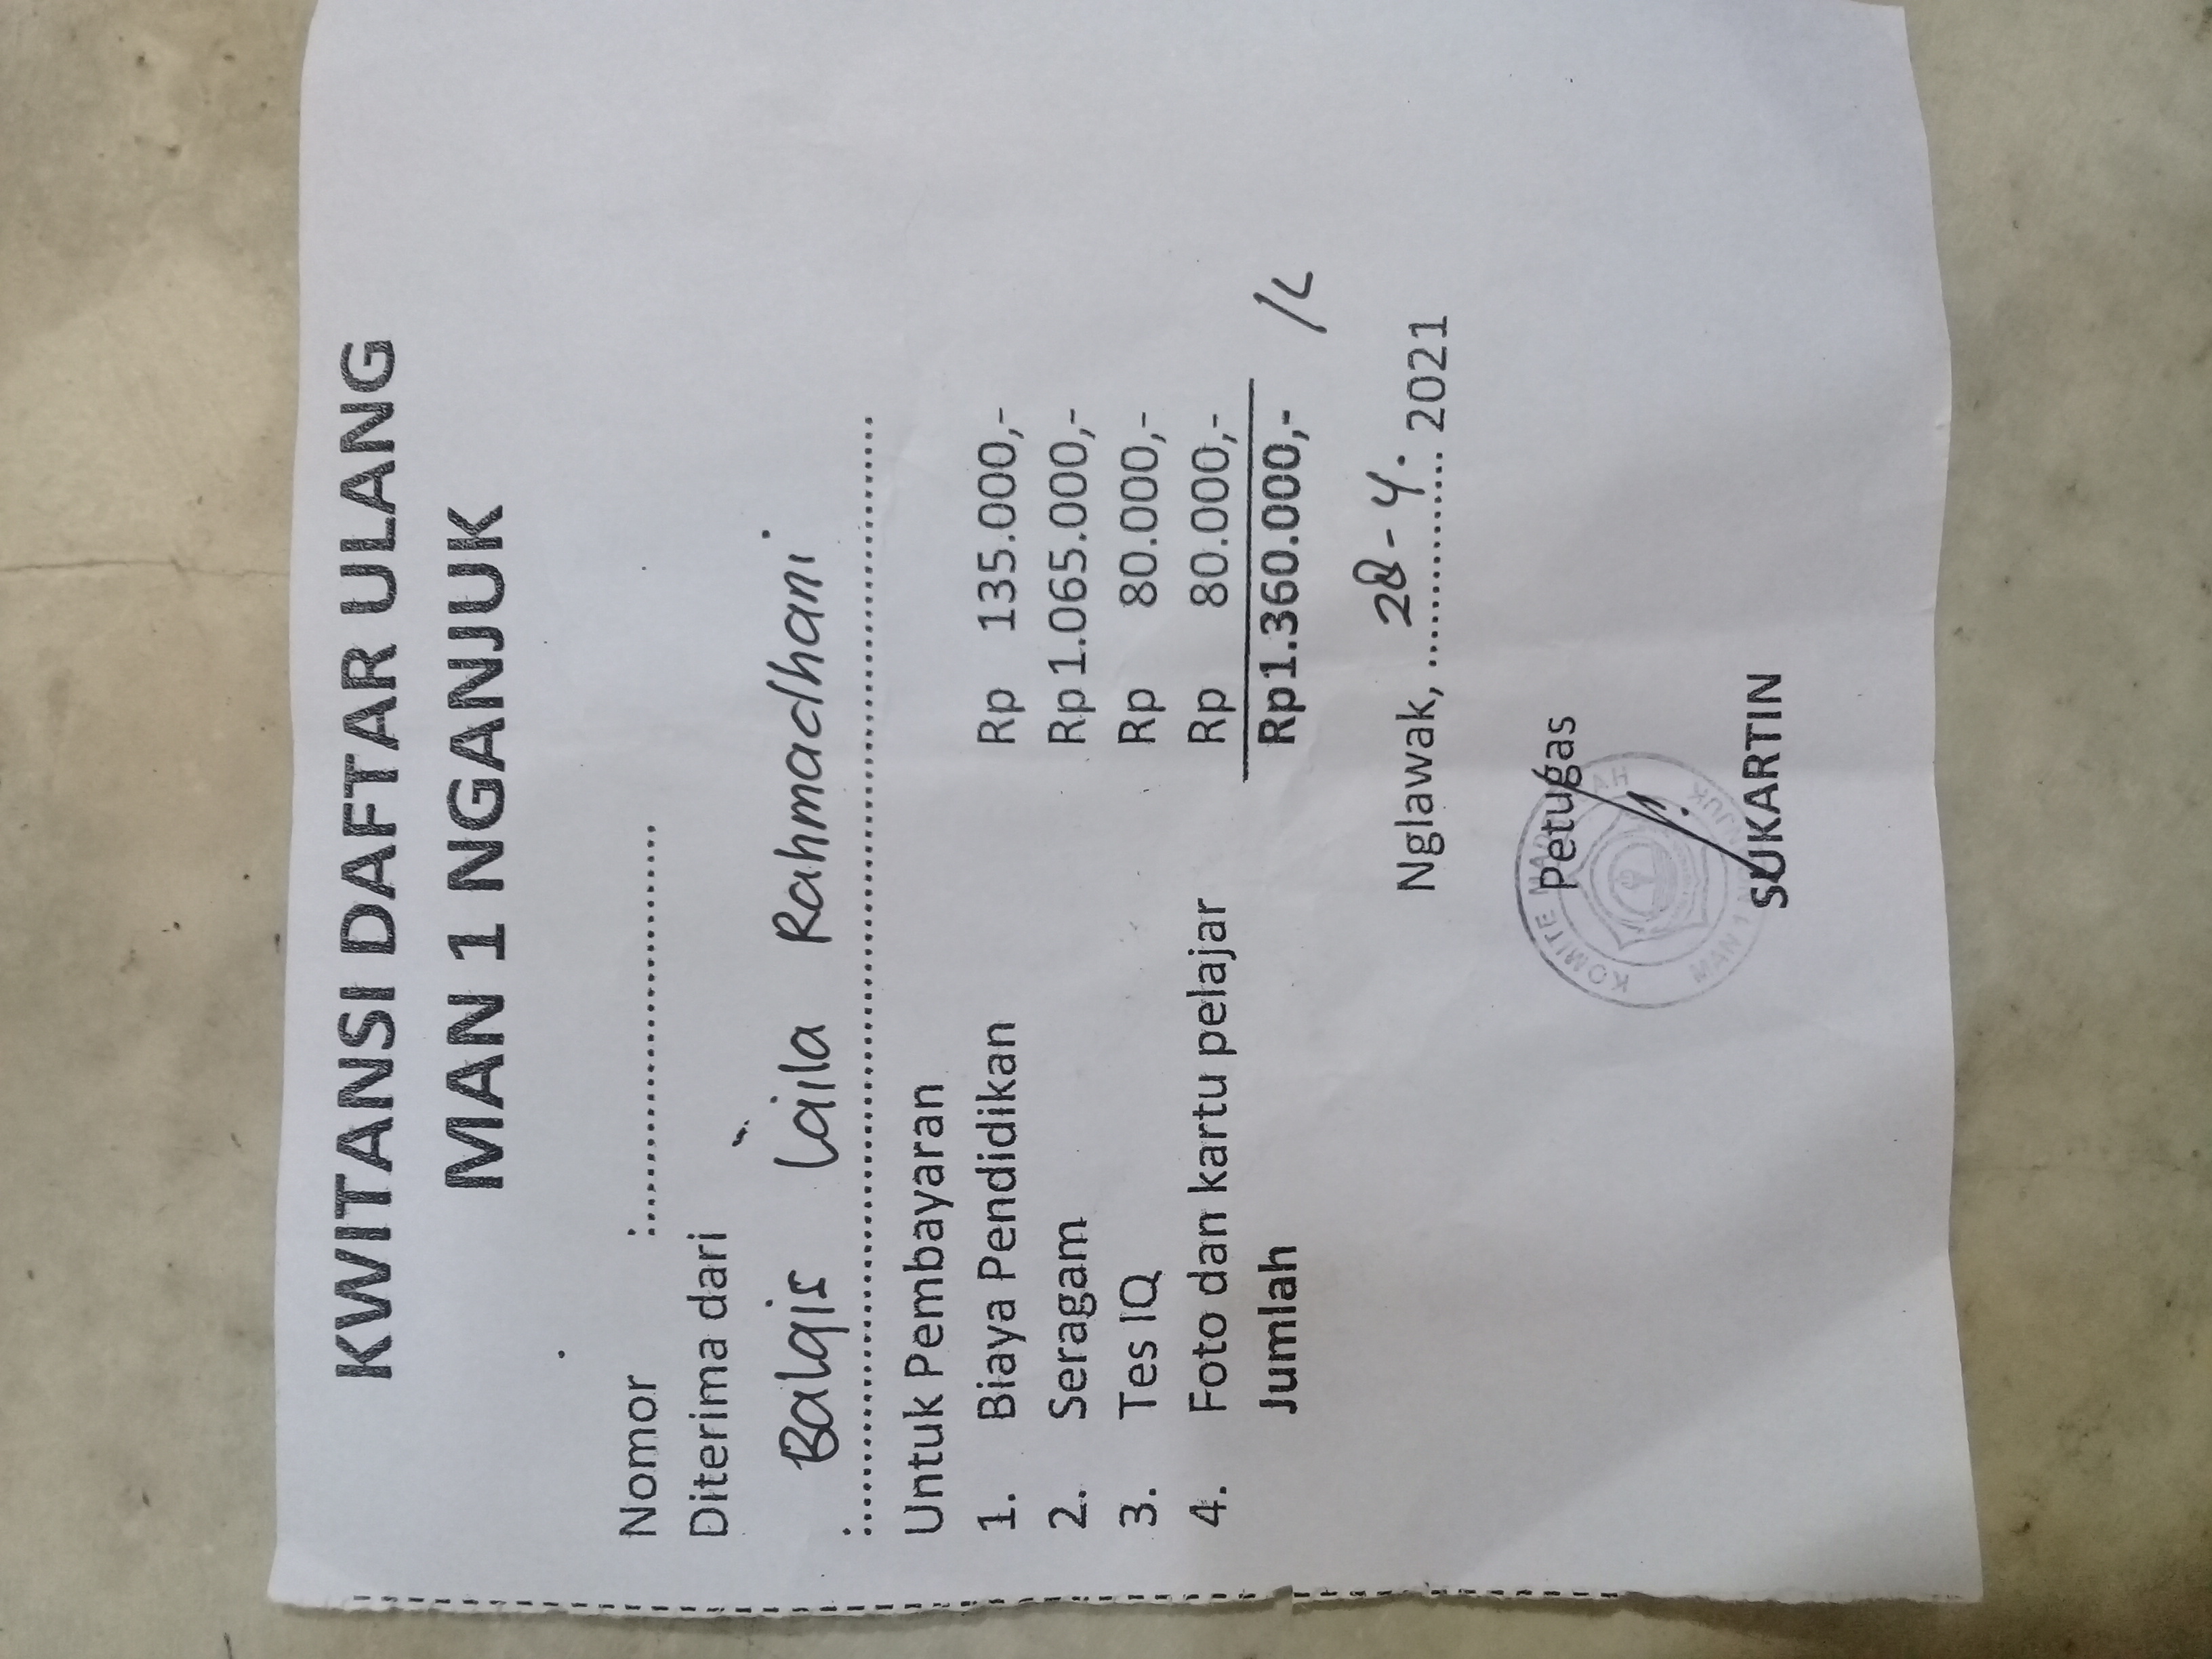 KWITANSI DAFTAR ULANG
MAN 1 NGANJUK
Nomor :............................
Diterima dari
Balqis Laila Rahmadhani
Untuk Pembayaran
1. Biaya Pendidikan Rp 135.000,-
2. Seragam Rp 1.065.000,-
3. Tes IQ Rp 80.000,-
4. Foto dan kartu pelajar Rp 80.000,-
Jumlah Rp1.360.000,-
Nglawak, 28-4. 2021
Petugas
KOMITE MADRASAH
MAN 1 NGANJUK
SUKARTIN